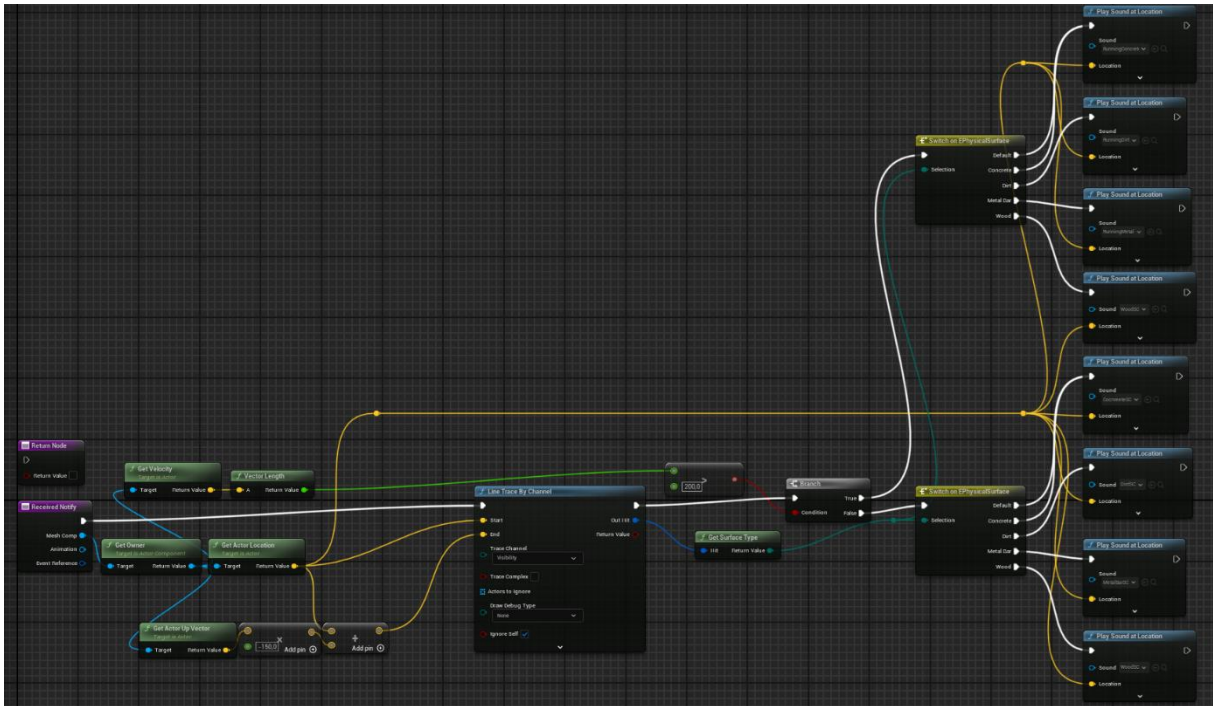 Play Sound at Location
Sound
Location
Play Sound at Location
Sound
RunningDirt
Location
Switch on EPhysicalSurface
Default
Selection
Concrete
Dirt
Metal Bar
Wood
Play Sound at Location
Sound
RunningMetal
Location
Play Sound at Location
Sound WoodSC
Location
Play Sound at Location
Sound
Location
Return Node
Return Value
Get Velocity
Target is Actor
Target Return Value
Vector Length
A Return Value
>
200,0
Branch
True
Condition False
Play Sound at Location
Sound
Location
Received Notify
Mesh Comp
Animation
Event Reference
Get Owner
Target is Actor Component
Target Return Value
Get Actor Location
Target is Actor
Target Return Value
Line Trace By Channel
Start Out Hit
End Return Value
Trace Channel
Visibility
Trace Complex
Actors to Ignore
Draw Debug Type
None
Ignore Self
Get Surface Type
Hit Return Value
Switch on EPhysicalSurface
Default
Selection
Concrete
Dirt
Metal Bar
Wood
Play Sound at Location
Sound
Location
Get Actor Up Vector
Target is Actor
Target Return Value
×
-150,0 Add pin
+
Add pin
Play Sound at Location
Sound WoodSC
Location